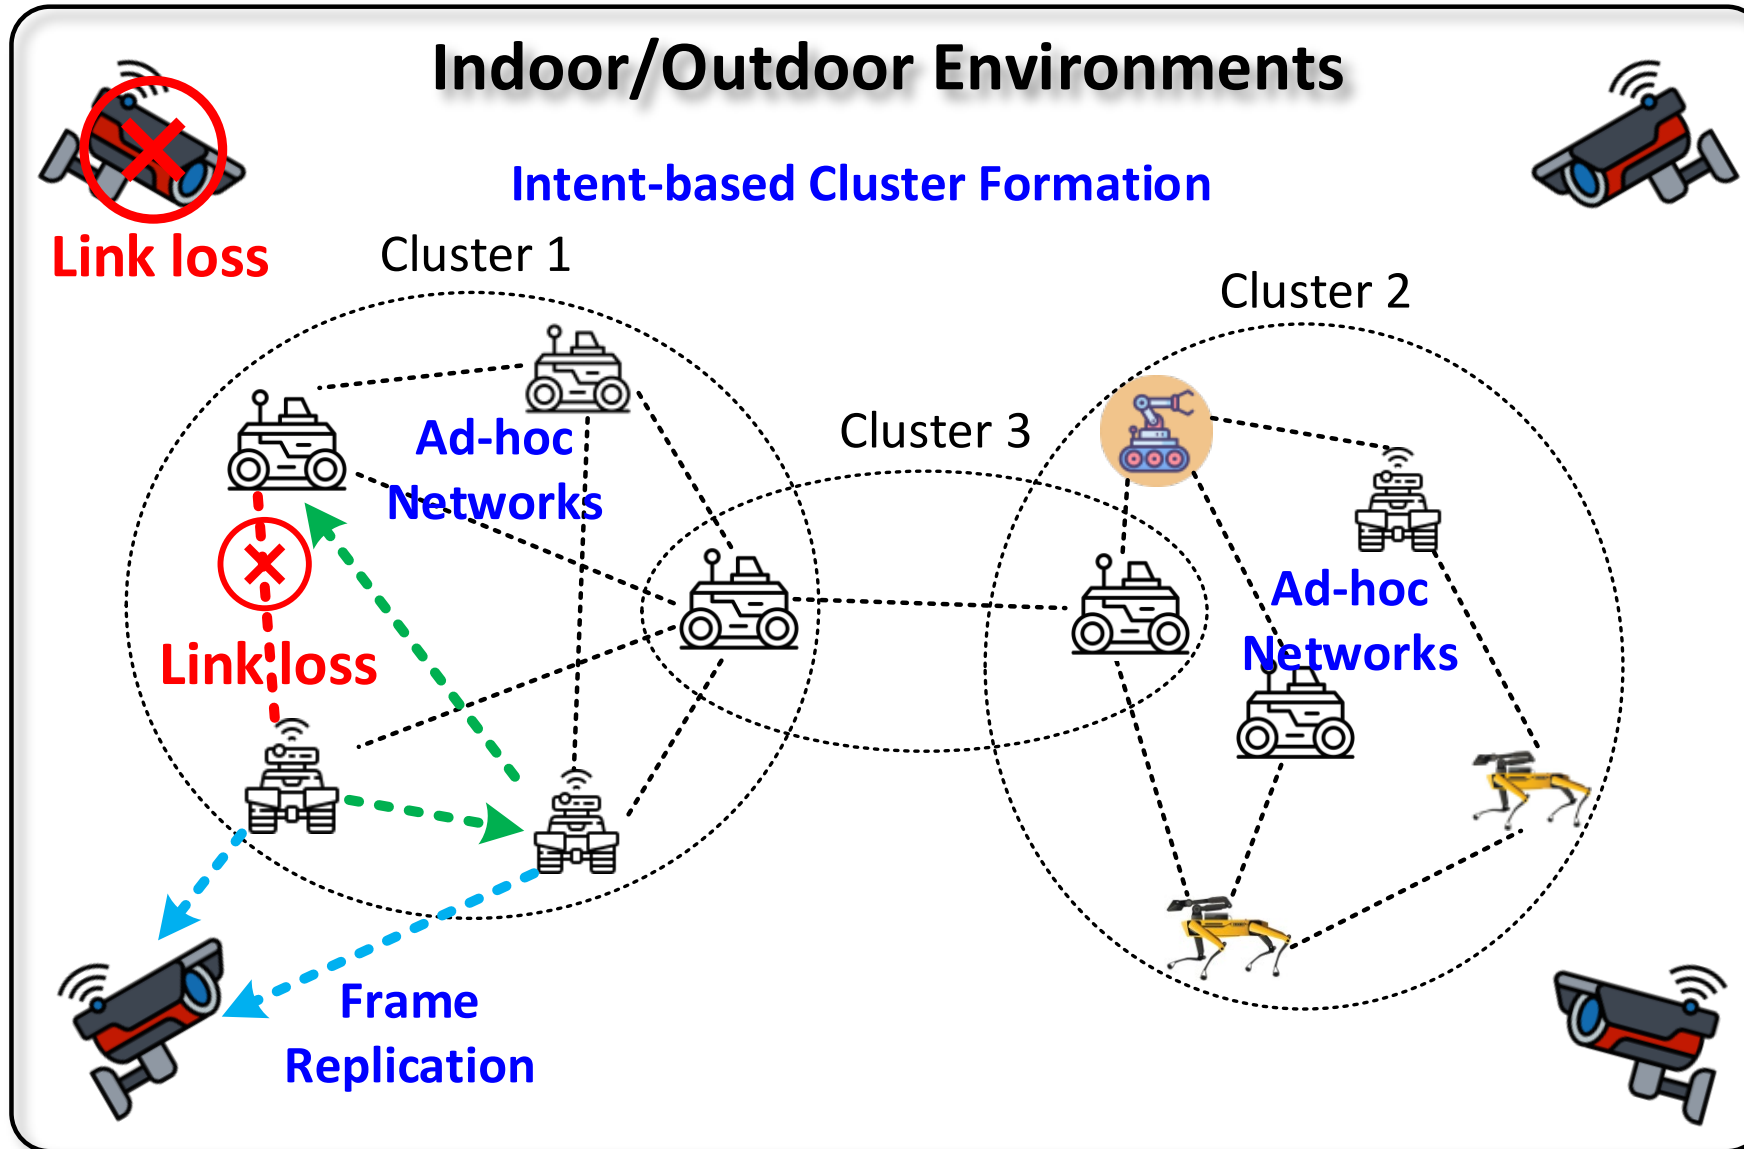 Indoor/Outdoor Environments
Intent-based Cluster Formation
Link loss
Cluster 1
Cluster 2
Ad-hoc
Networks
Cluster 3
Ad-hoc
Networks
Link loss
Frame
Replication